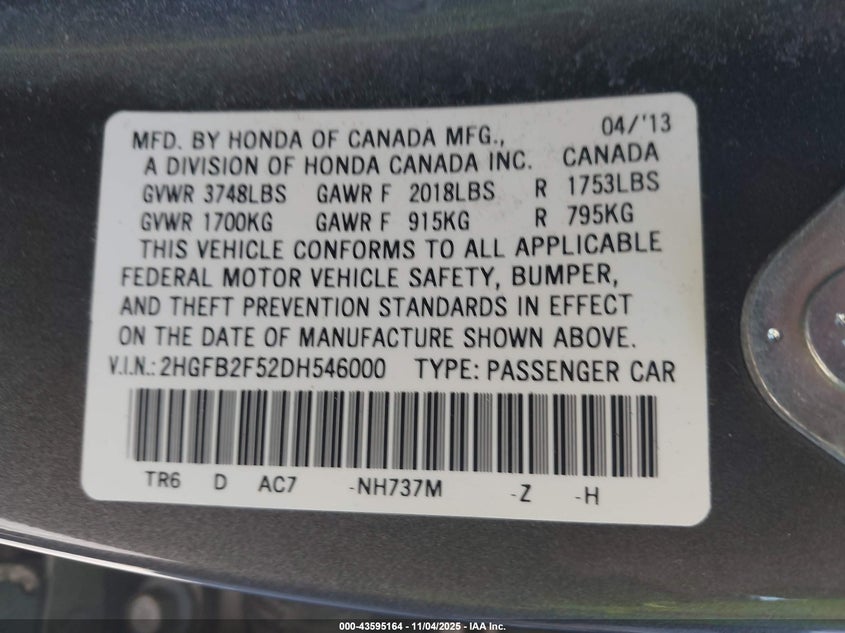 MFD. BY HONDA OF CANADA MFG., 04/'13
A DIVISION OF HONDA CANADA INC. CANADA
GVWR 3748LBS GAWR F 2018LBS R 1753LBS
GVWR 1700KG GAWR F 915KG R 795KG
THIS VEHICLE CONFORMS TO ALL APPLICABLE
FEDERAL MOTOR VEHICLE SAFETY, BUMPER,
AND THEFT PREVENTION STANDARDS IN EFFECT
ON THE DATE OF MANUFACTURE SHOWN ABOVE.
V.I.N.: 2HGFB2F52DH546000 TYPE: PASSENGER CAR
TR6 D AC7 -NH737M -Z -H
000-43595164 - 11/04/2025 - IAA Inc.